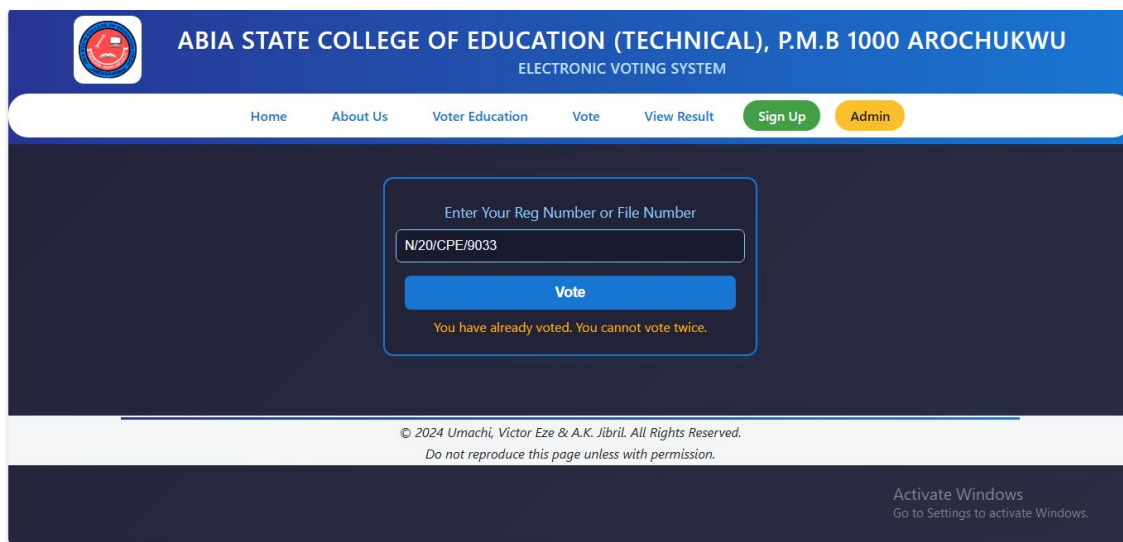 ABIA STATE COLLEGE OF EDUCATION (TECHNICAL), P.M.B 1000 AROCHUKWU
ELECTRONIC VOTING SYSTEM
Home About Us Voter Education Vote View Result Sign Up Admin
Enter Your Reg Number or File Number
N/20/CPE/9033
Vote
You have already voted. You cannot vote twice.
© 2024 Umachi, Victor Eze & A.K. Jibril. All Rights Reserved.
Do not reproduce this page unless with permission.
Activate Windows
Go to Settings to activate Windows.